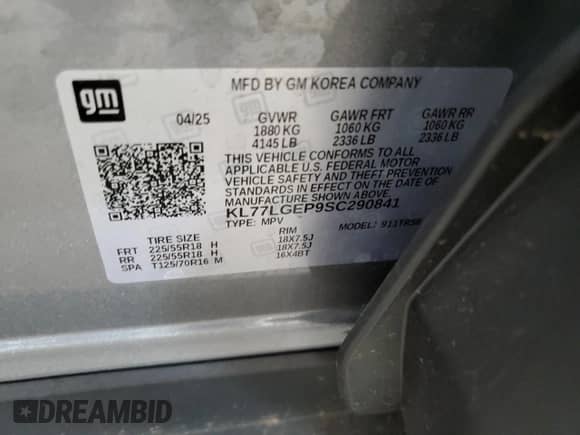 gm
MFD BY GM KOREA COMPANY
04/25 GVWR GAWR FRT GAWR RR
1880 KG 1060 KG 1060 KG
4145 LB 2336 LB 2336 LB
THIS VEHICLE CONFORMS TO ALL
APPLICABLE U.S. FEDERAL MOTOR
VEHICLE SAFETY AND THEFT PREVENTION
STANDARDS IN EFFECT ON THE DATE OF
MANUFACTURE SHOWN ABOVE.
KL77LGEP9SC290841
TYPE: MPV MODEL: 911TR58
TIRE SIZE RIM
FRT 225/55R18 H 18X7.5J
RR 225/55R18 H 18X7.5J
SPA T125/70R16 M 16X4BT
DREAMBID